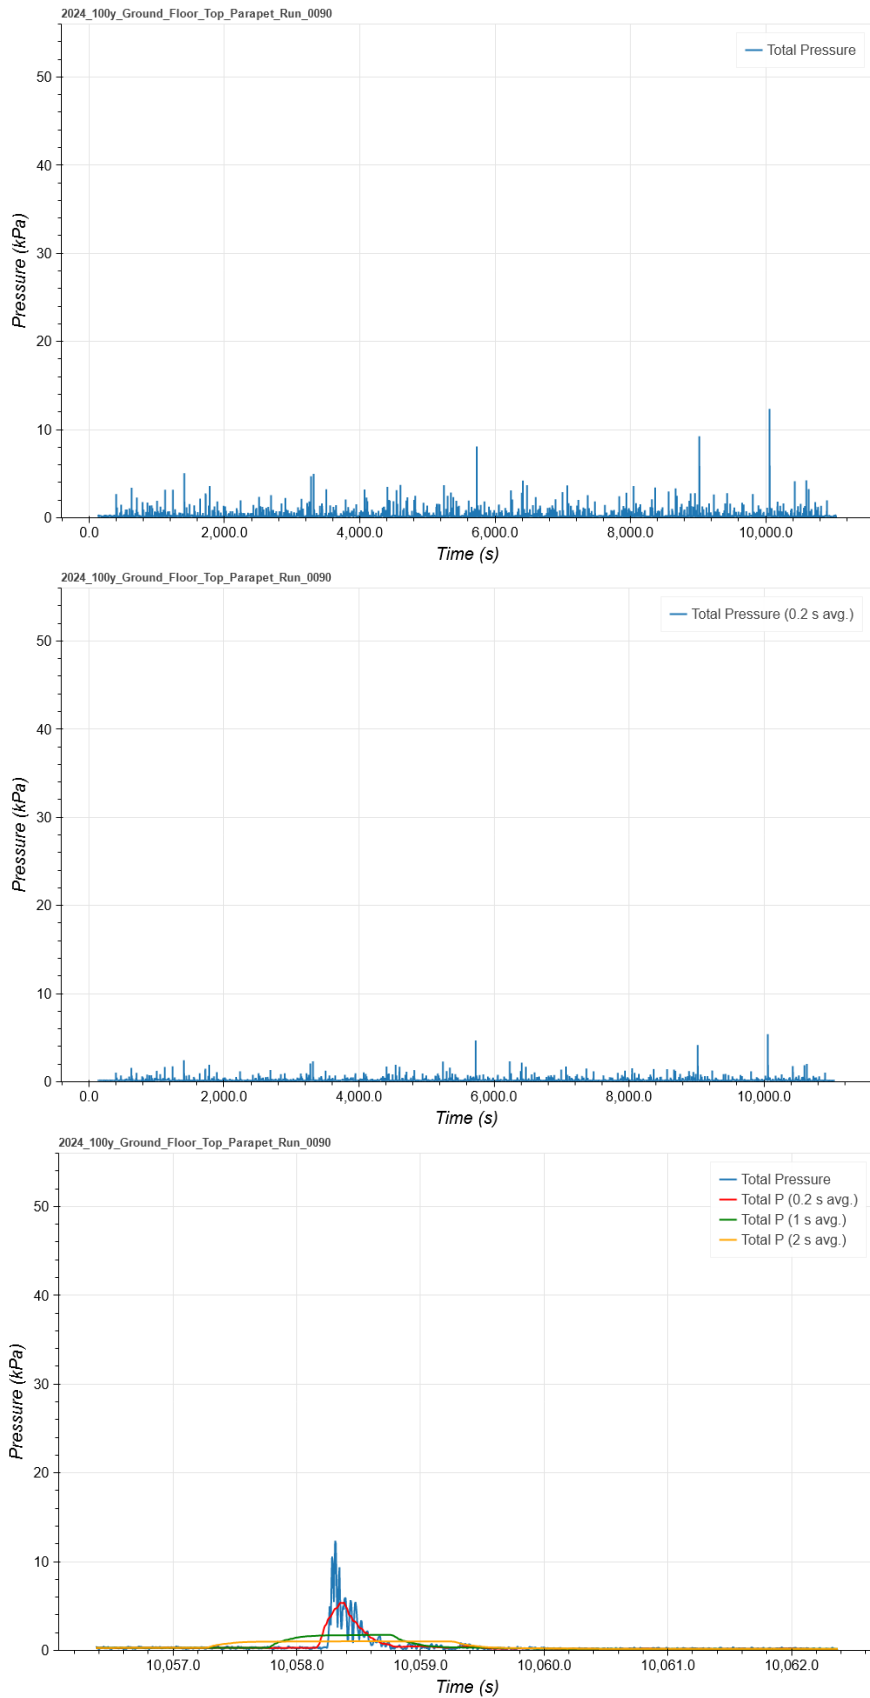 2024_100y_Ground_Floor_Top_Parapet_Run_0090
Total Pressure
50
40
30
20
10
0
Pressure (kPa)
0.0 2,000.0 4,000.0 6,000.0 8,000.0 10,000.0
Time (s)
2024_100y_Ground_Floor_Top_Parapet_Run_0090
Total Pressure (0.2 s avg.)
50
40
30
20
10
0
Pressure (kPa)
0.0 2,000.0 4,000.0 6,000.0 8,000.0 10,000.0
Time (s)
2024_100y_Ground_Floor_Top_Parapet_Run_0090
Total Pressure
Total P (0.2 s avg.)
Total P (1 s avg.)
Total P (2 s avg.)
50
40
30
20
10
0
Pressure (kPa)
10,057.0 10,058.0 10,059.0 10,060.0 10,061.0 10,062.0
Time (s)